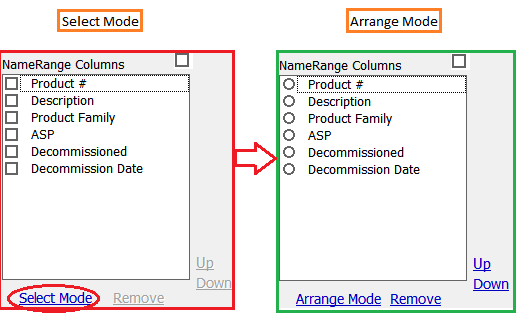 Select Mode
NameRange Columns
Product #
Description
Product Family
ASP
Decommissioned
Decommission Date
Up
Down
Select Mode Remove
Arrange Mode
NameRange Columns
Product #
Description
Product Family
ASP
Decommissioned
Decommission Date
Up
Down
Arrange Mode Remove